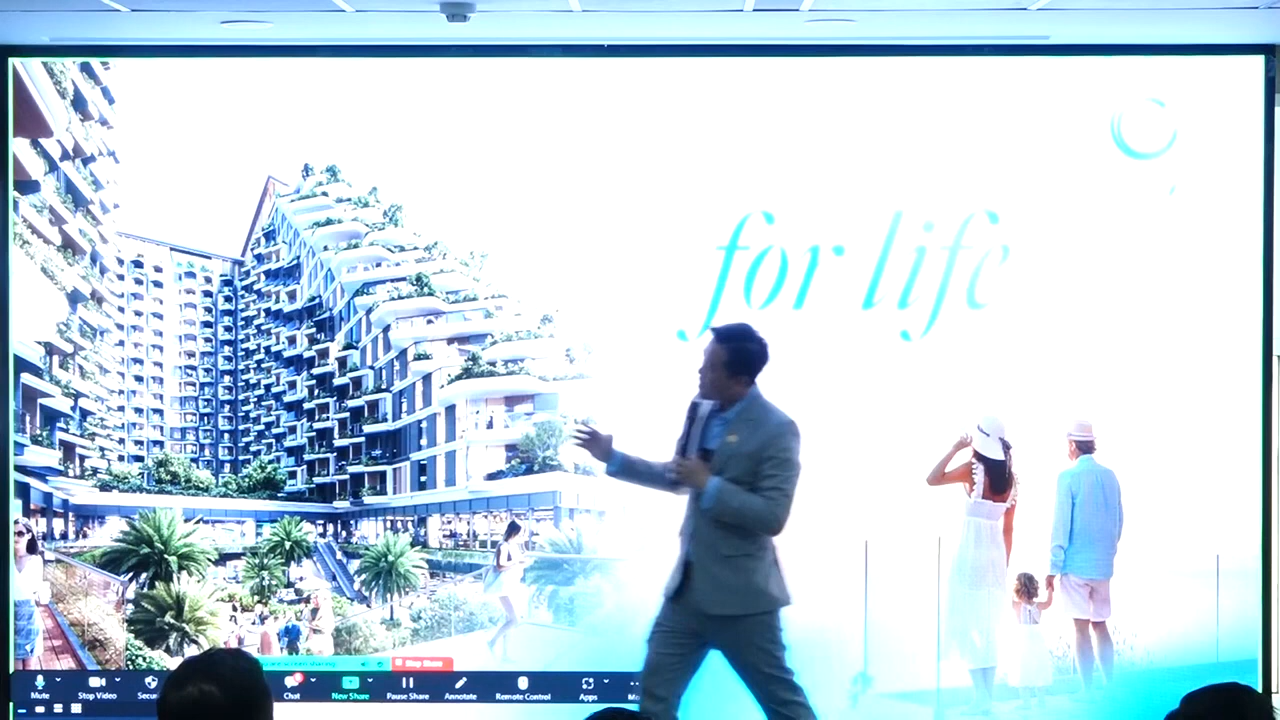 for life
Stop Share
Mute
Stop Video
Chat
New Share
Pause Share
Annotate
Remote Control
Apps